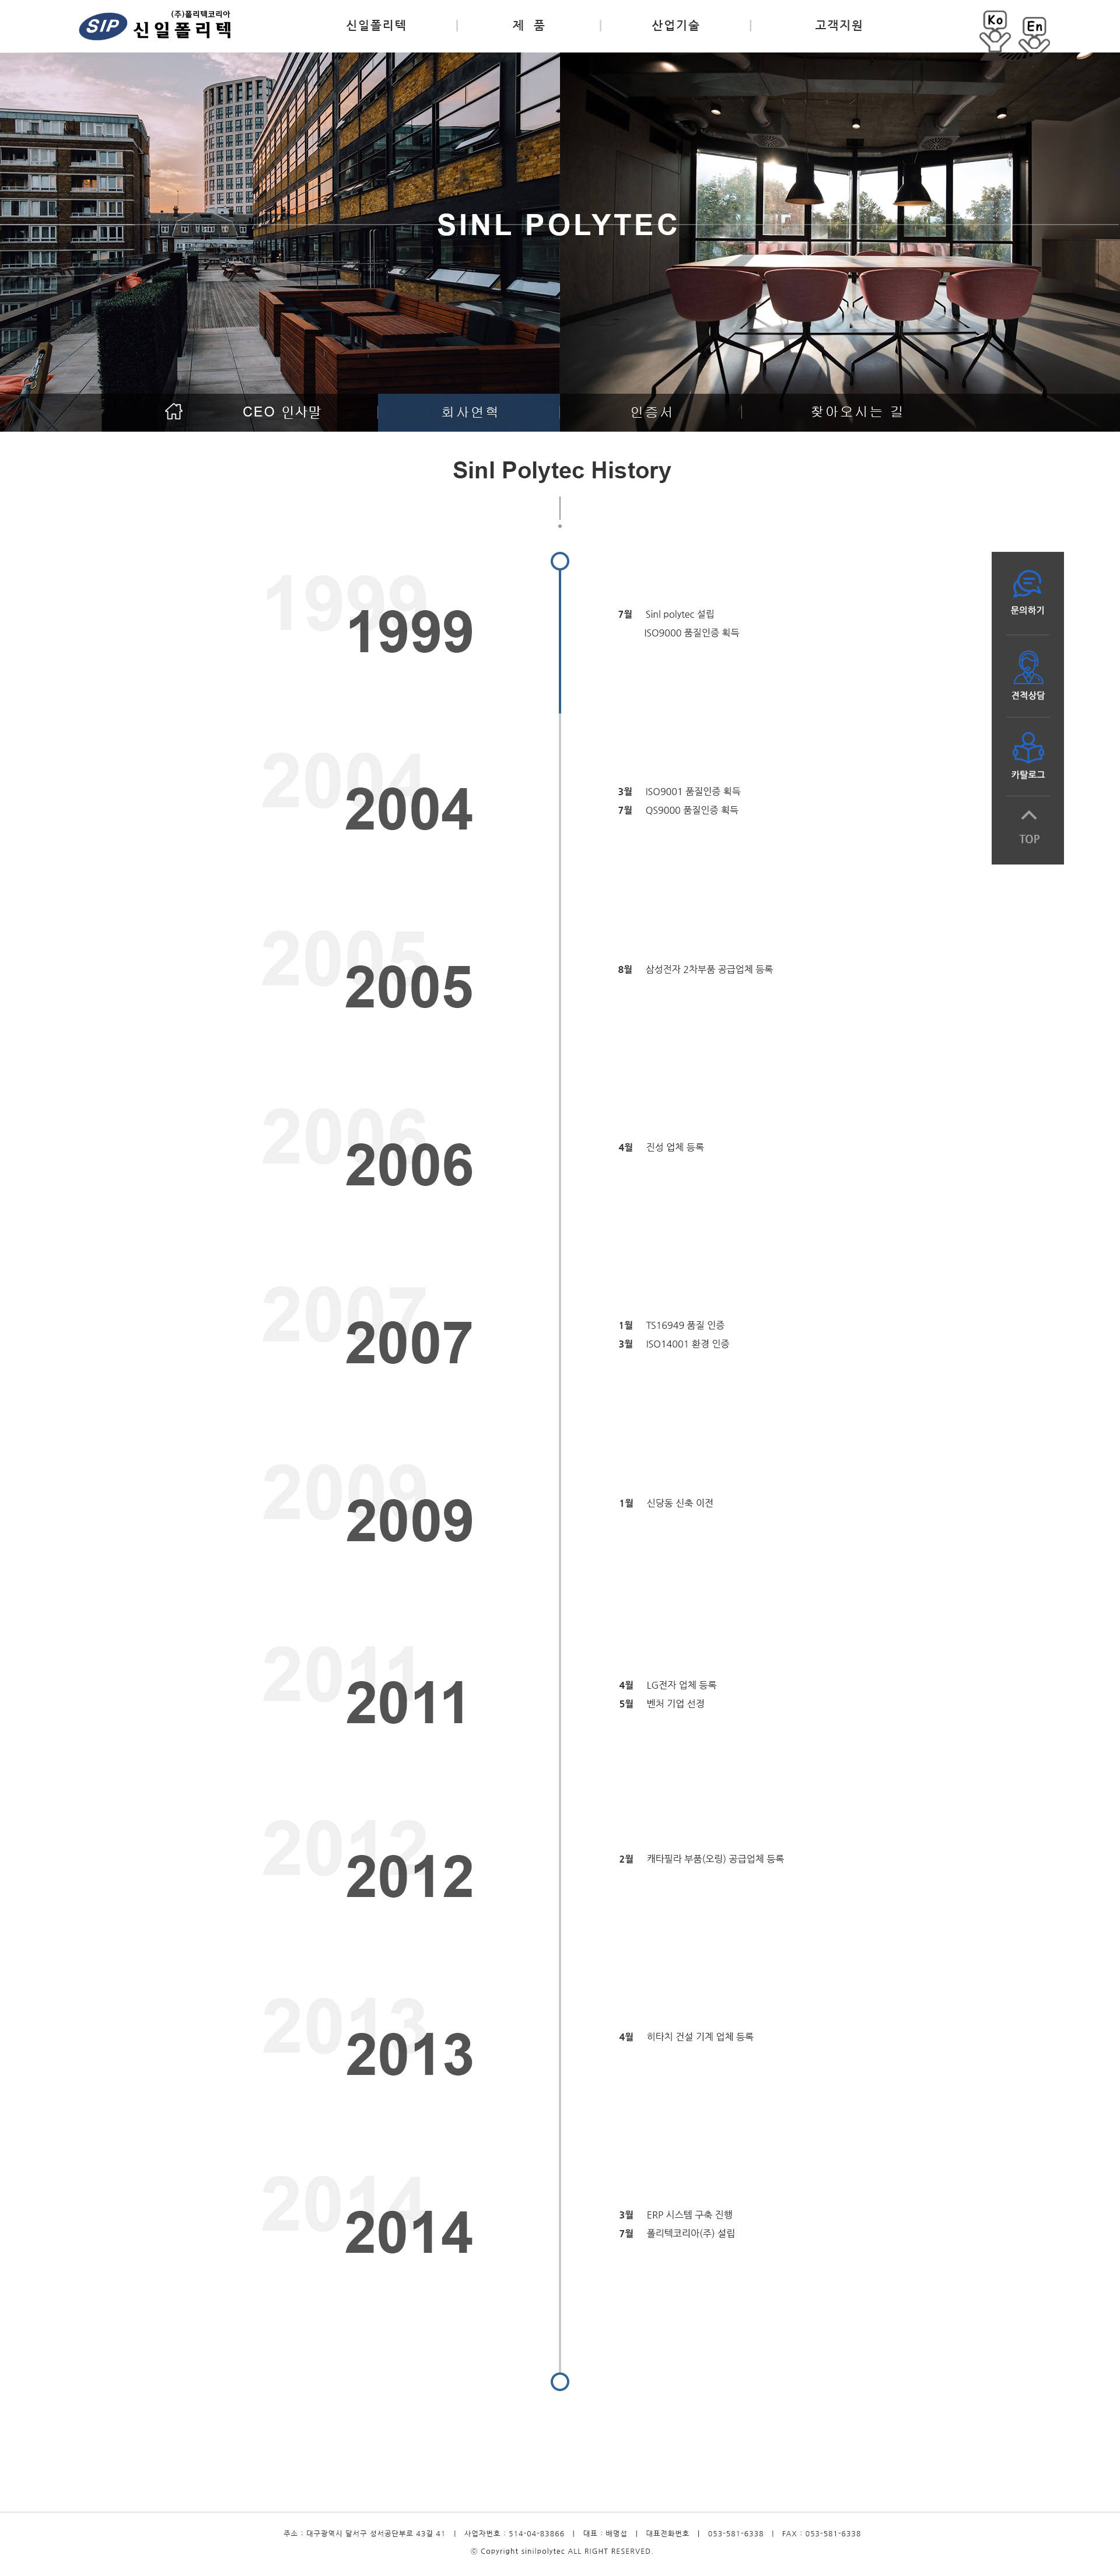 SIP (주)폴리텍코리아
신일폴리텍
신일폴리텍 | 제 품 | 산업기술 | 고객지원
Ko En
SINL POLYTEC
CEO 인사말 회사연혁 인증서 찾아오시는 길
Sinl Polytec History
1999
1999
7월 Sinl polytec 설립
ISO9000 품질인증 획득
문의하기
견적상담
카탈로그
TOP
2004
2004
3월 ISO9001 품질인증 획득
7월 QS9000 품질인증 획득
2005
2005
8월 삼성전자 2차부품 공급업체 등록
2006
2006
4월 진성 업체 등록
2007
2007
1월 TS16949 품질 인증
3월 ISO14001 환경 인증
2009
2009
1월 신당동 신축 이전
2011
2011
4월 LG전자 업체 등록
5월 벤처 기업 선정
2012
2012
2월 캐타필라 부품(오링) 공급업체 등록
2013
2013
4월 히타치 건설 기계 업체 등록
2014
2014
3월 ERP 시스템 구축 진행
7월 폴리텍코리아(주) 설립
주소 : 대구광역시 달서구 성서공단부로 43길 41 | 사업자번호 : 514-04-83866 | 대표 : 배명섭 | 대표전화번호 | 053-581-6338 | FAX : 053-581-6338
ⓒ Copyright sinilpolytec ALL RIGHT RESERVED.